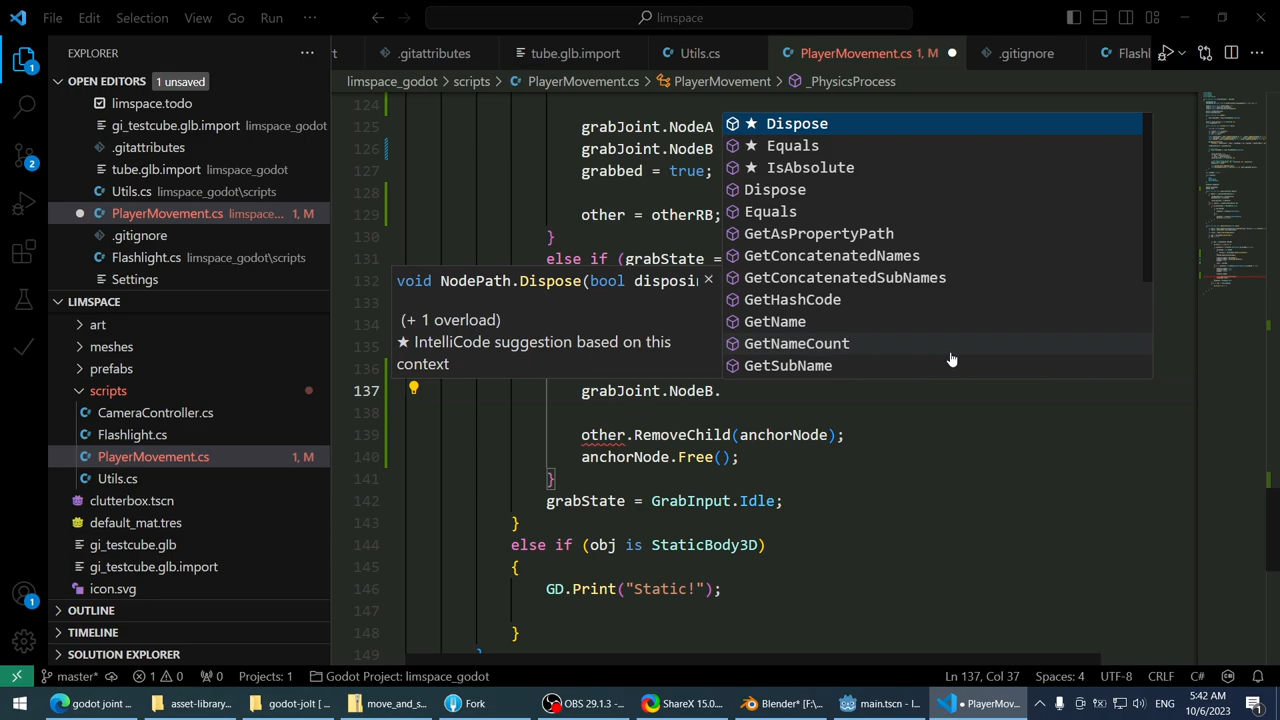 File Edit Selection View Go Run ··· limspace
EXPLORER ···
OPEN EDITORS 1 unsaved
limspace.todo
gi_testcube.glb.import limspace_godot
.gitattributes
tube.glb.import limspace_godot
Utils.cs limspace_godot\scripts
PlayerMovement.cs limspace... 1, M
.gitignore
Flashlight.cs limspace_godot\scripts
Settings
LIMSPACE
art
meshes
prefabs
scripts
CameraController.cs
Flashlight.cs
PlayerMovement.cs 1, M
Utils.cs
clutterbox.tscn
default_mat.tres
gi_testcube.glb
gi_testcube.glb.import
icon.svg
OUTLINE
TIMELINE
SOLUTION EXPLORER
.gitattributes tube.glb.import Utils.cs PlayerMovement.cs 1, M .gitignore Flashl
limspace_godot > scripts > PlayerMovement.cs > PlayerMovement > _PhysicsProcess
124
125 grabJoint.NodeA
126 grabJoint.NodeB
127 grabbed = true;
128
129 other = otherRB;
130 }
131 else if (grabState =
132
133
134
135
136
137 grabJoint.NodeB.
138
139 other.RemoveChild(anchorNode);
140 anchorNode.Free();
141 }
142 grabState = GrabInput.Idle;
143 }
144 else if (obj is StaticBody3D)
145 {
146 GD.Print("Static!");
147
148 }
149
★ Dispose
★ Equals
Dispose
Equals
GetAsPropertyPath
GetConcatenatedNames
GetConcatenatedSubNames
GetHashCode
GetName
GetNameCount
GetSubName
void NodePath.Dispose(bool disposi
(+ 1 overload)
★ IntelliCode suggestion based on this
context
master* 1 0 0 Projects: 1 Godot Project: limspace_godot Ln 137, Col 37 Spaces: 4 UTF-8 CRLF C#
godot joint ... asset-library... godot-jolt [ ... move_and_s... Fork OBS 29.1.3 -... ShareX 15.0.... Blender* [F:\... main.tscn - l... PlayerMov... ENG 5:42 AM
10/6/2023